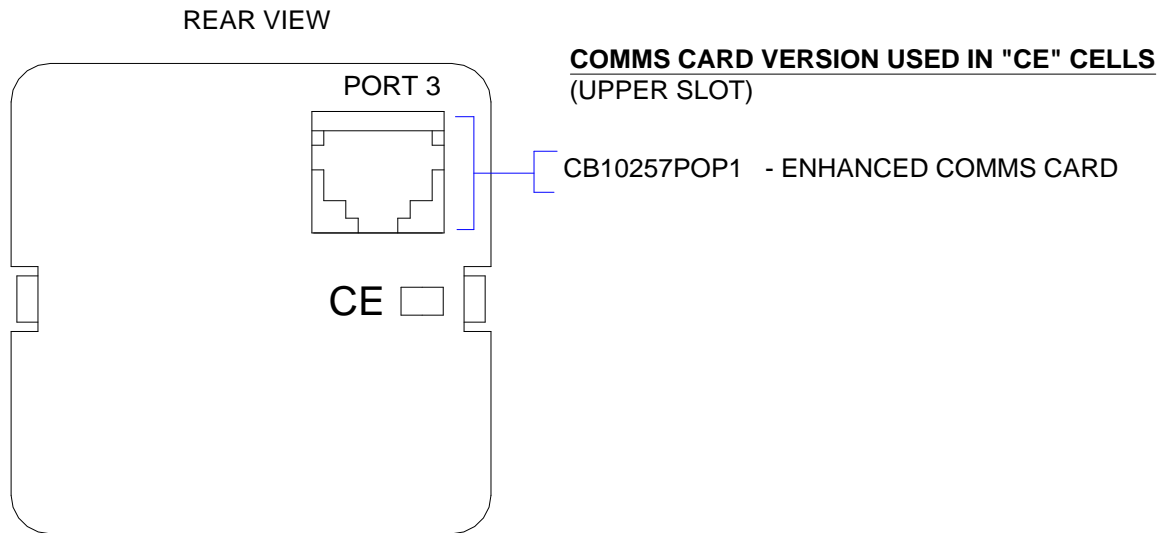 REAR VIEW
COMMS CARD VERSION USED IN "CE" CELLS
(UPPER SLOT)
PORT 3
CB10257POP1 - ENHANCED COMMS CARD
CE